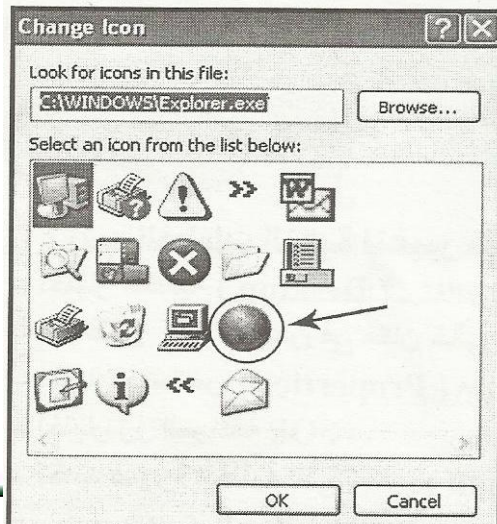 Change Icon
Look for icons in this file:
C:\WINDOWS\Explorer.exe
Browse...
Select an icon from the list below:
W
OK
Cancel